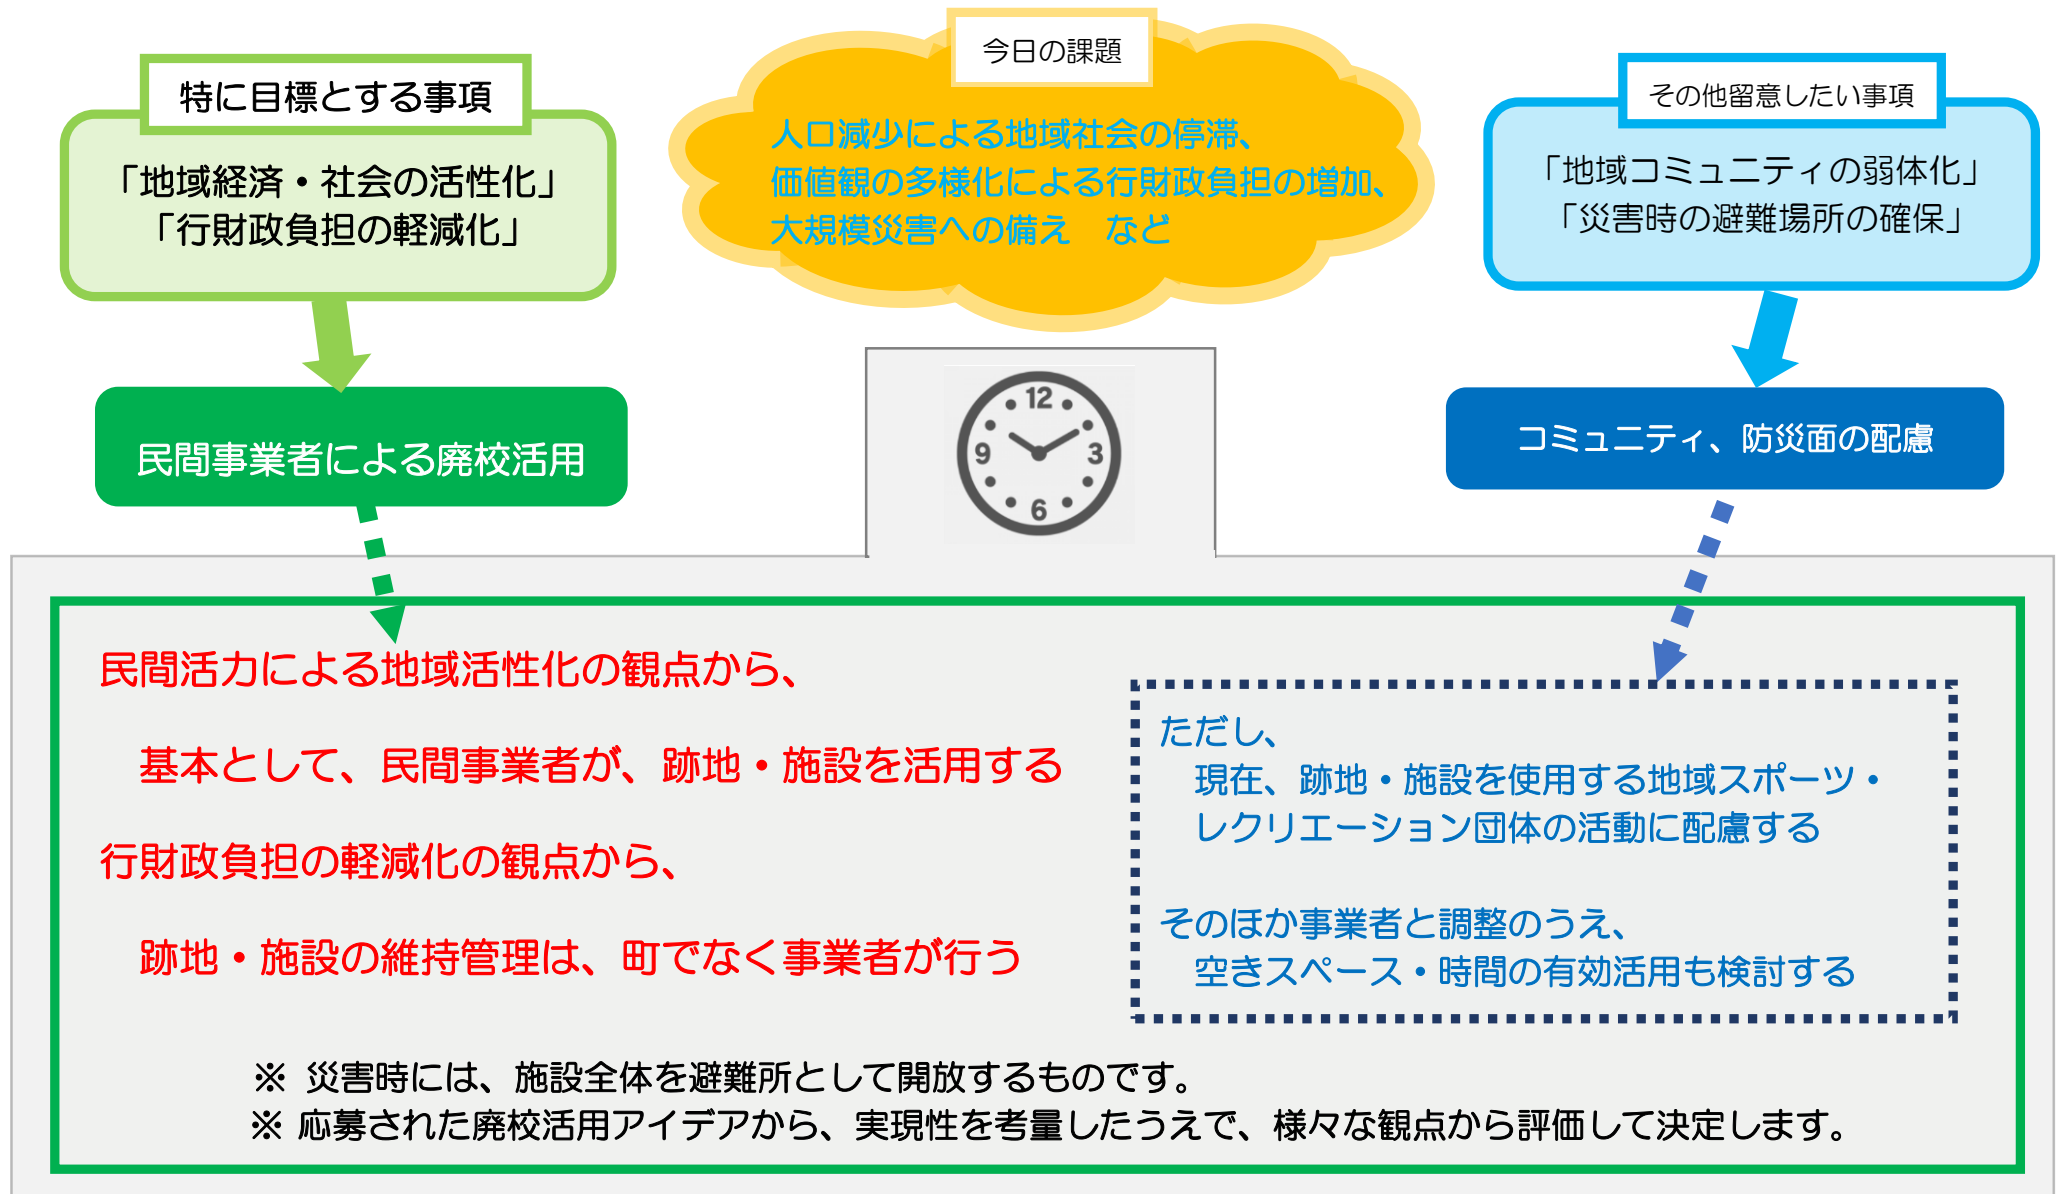 特に目標とする事項
「地域経済・社会の活性化」
「行財政負担の軽減化」
今日の課題
人口減少による地域社会の停滞、
価値観の多様化による行財政負担の増加、
大規模災害への備え　など
その他留意したい事項
「地域コミュニティの弱体化」
「災害時の避難場所の確保」
民間事業者による廃校活用
12
9
3
6
コミュニティ、防災面の配慮
民間活力による地域活性化の観点から、
基本として、民間事業者が、跡地・施設を活用する
行財政負担の軽減化の観点から、
跡地・施設の維持管理は、町でなく事業者が行う
ただし、
現在、跡地・施設を使用する地域スポーツ・
レクリエーション団体の活動に配慮する
そのほか事業者と調整のうえ、
空きスペース・時間の有効活用も検討する
※ 災害時には、施設全体を避難所として開放するものです。
※ 応募された廃校活用アイデアから、実現性を考量したうえで、様々な観点から評価して決定します。